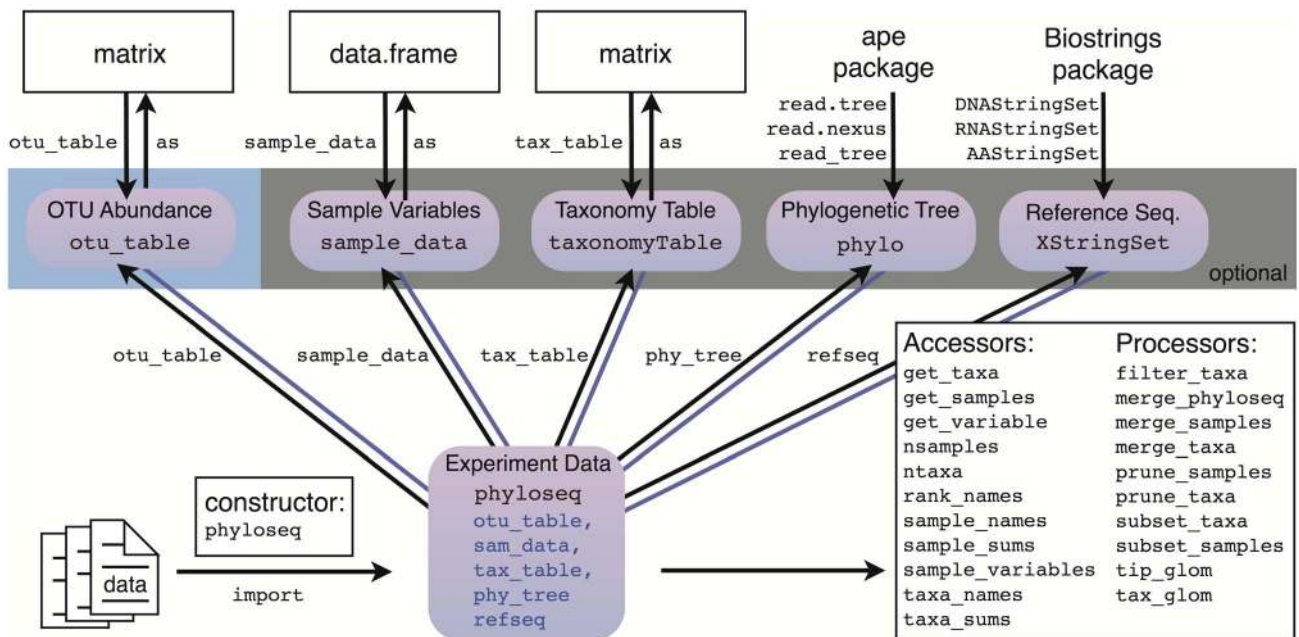 matrix
data.frame
matrix
ape
package
Biostrings
package
otu_table
as
sample_data
as
tax_table
as
read.tree
read.nexus
read_tree
DNAStringSet
RNAStringSet
AAStringSet
OTU Abundance
otu_table
Sample Variables
sample_data
Taxonomy Table
taxonomyTable
Phylogenetic Tree
phylo
Reference Seq.
XStringSet
optional
otu_table
sample_data
tax_table
phy_tree
refseq
Experiment Data
phyloseq
otu_table,
sam_data,
tax_table,
phy_tree
refseq
constructor:
phyloseq
data
import
Accessors:
get_taxa
get_samples
get_variable
nsamples
ntaxa
rank_names
sample_names
sample_sums
sample_variables
taxa_names
taxa_sums
Processors:
filter_taxa
merge_phyloseq
merge_samples
merge_taxa
prune_samples
prune_taxa
subset_taxa
subset_samples
tip_glom
tax_glom